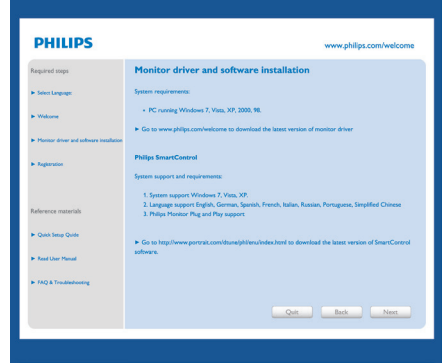 PHILIPS
www.philips.com/welcome
Required steps
Select Language
Welcome
Monitor driver and software installation
Registration
Reference materials
Quick Setup Guide
Read User Manual
FAQ & Troubleshooting
Monitor driver and software installation
System requirements:
• PC running Windows 7, Vista, XP, 2000, 98.
Go to www.philips.com/welcome to download the latest version of monitor driver
Philips SmartControl
System support and requirements:
1. System support Windows 7, Vista, XP.
2. Language support English, German, Spanish, French, Italian, Russian, Portuguese, Simplified Chinese
3. Philips Monitor Plug and Play support
Go to http://www.portrait.com/dtune/phl/enu/index.html to download the latest version of SmartControl
software.
Quit
Back
Next